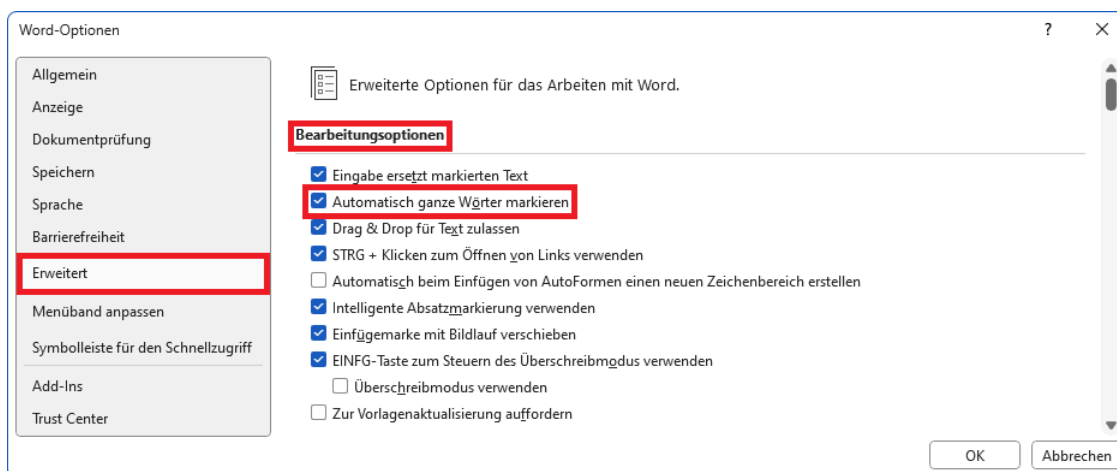 Word-Optionen
?
Allgemein
Anzeige
Dokumentprüfung
Speichern
Sprache
Barrierefreiheit
Erweitert
Menüband anpassen
Symbolleiste für den Schnellzugriff
Add-Ins
Trust Center
Erweiterte Optionen für das Arbeiten mit Word.
Bearbeitungsoptionen
Eingabe ersetzt markierten Text
Automatisch ganze Wörter markieren
Drag & Drop für Text zulassen
STRG + Klicken zum Öffnen von Links verwenden
Automatisch beim Einfügen von AutoFormen einen neuen Zeichenbereich erstellen
Intelligente Absatzmarkierung verwenden
Einfügemarke mit Bildlauf verschieben
EINFG-Taste zum Steuern des Überschreibmodus verwenden
Überschreibmodus verwenden
Zur Vorlagenaktualisierung auffordern
OK
Abbrechen